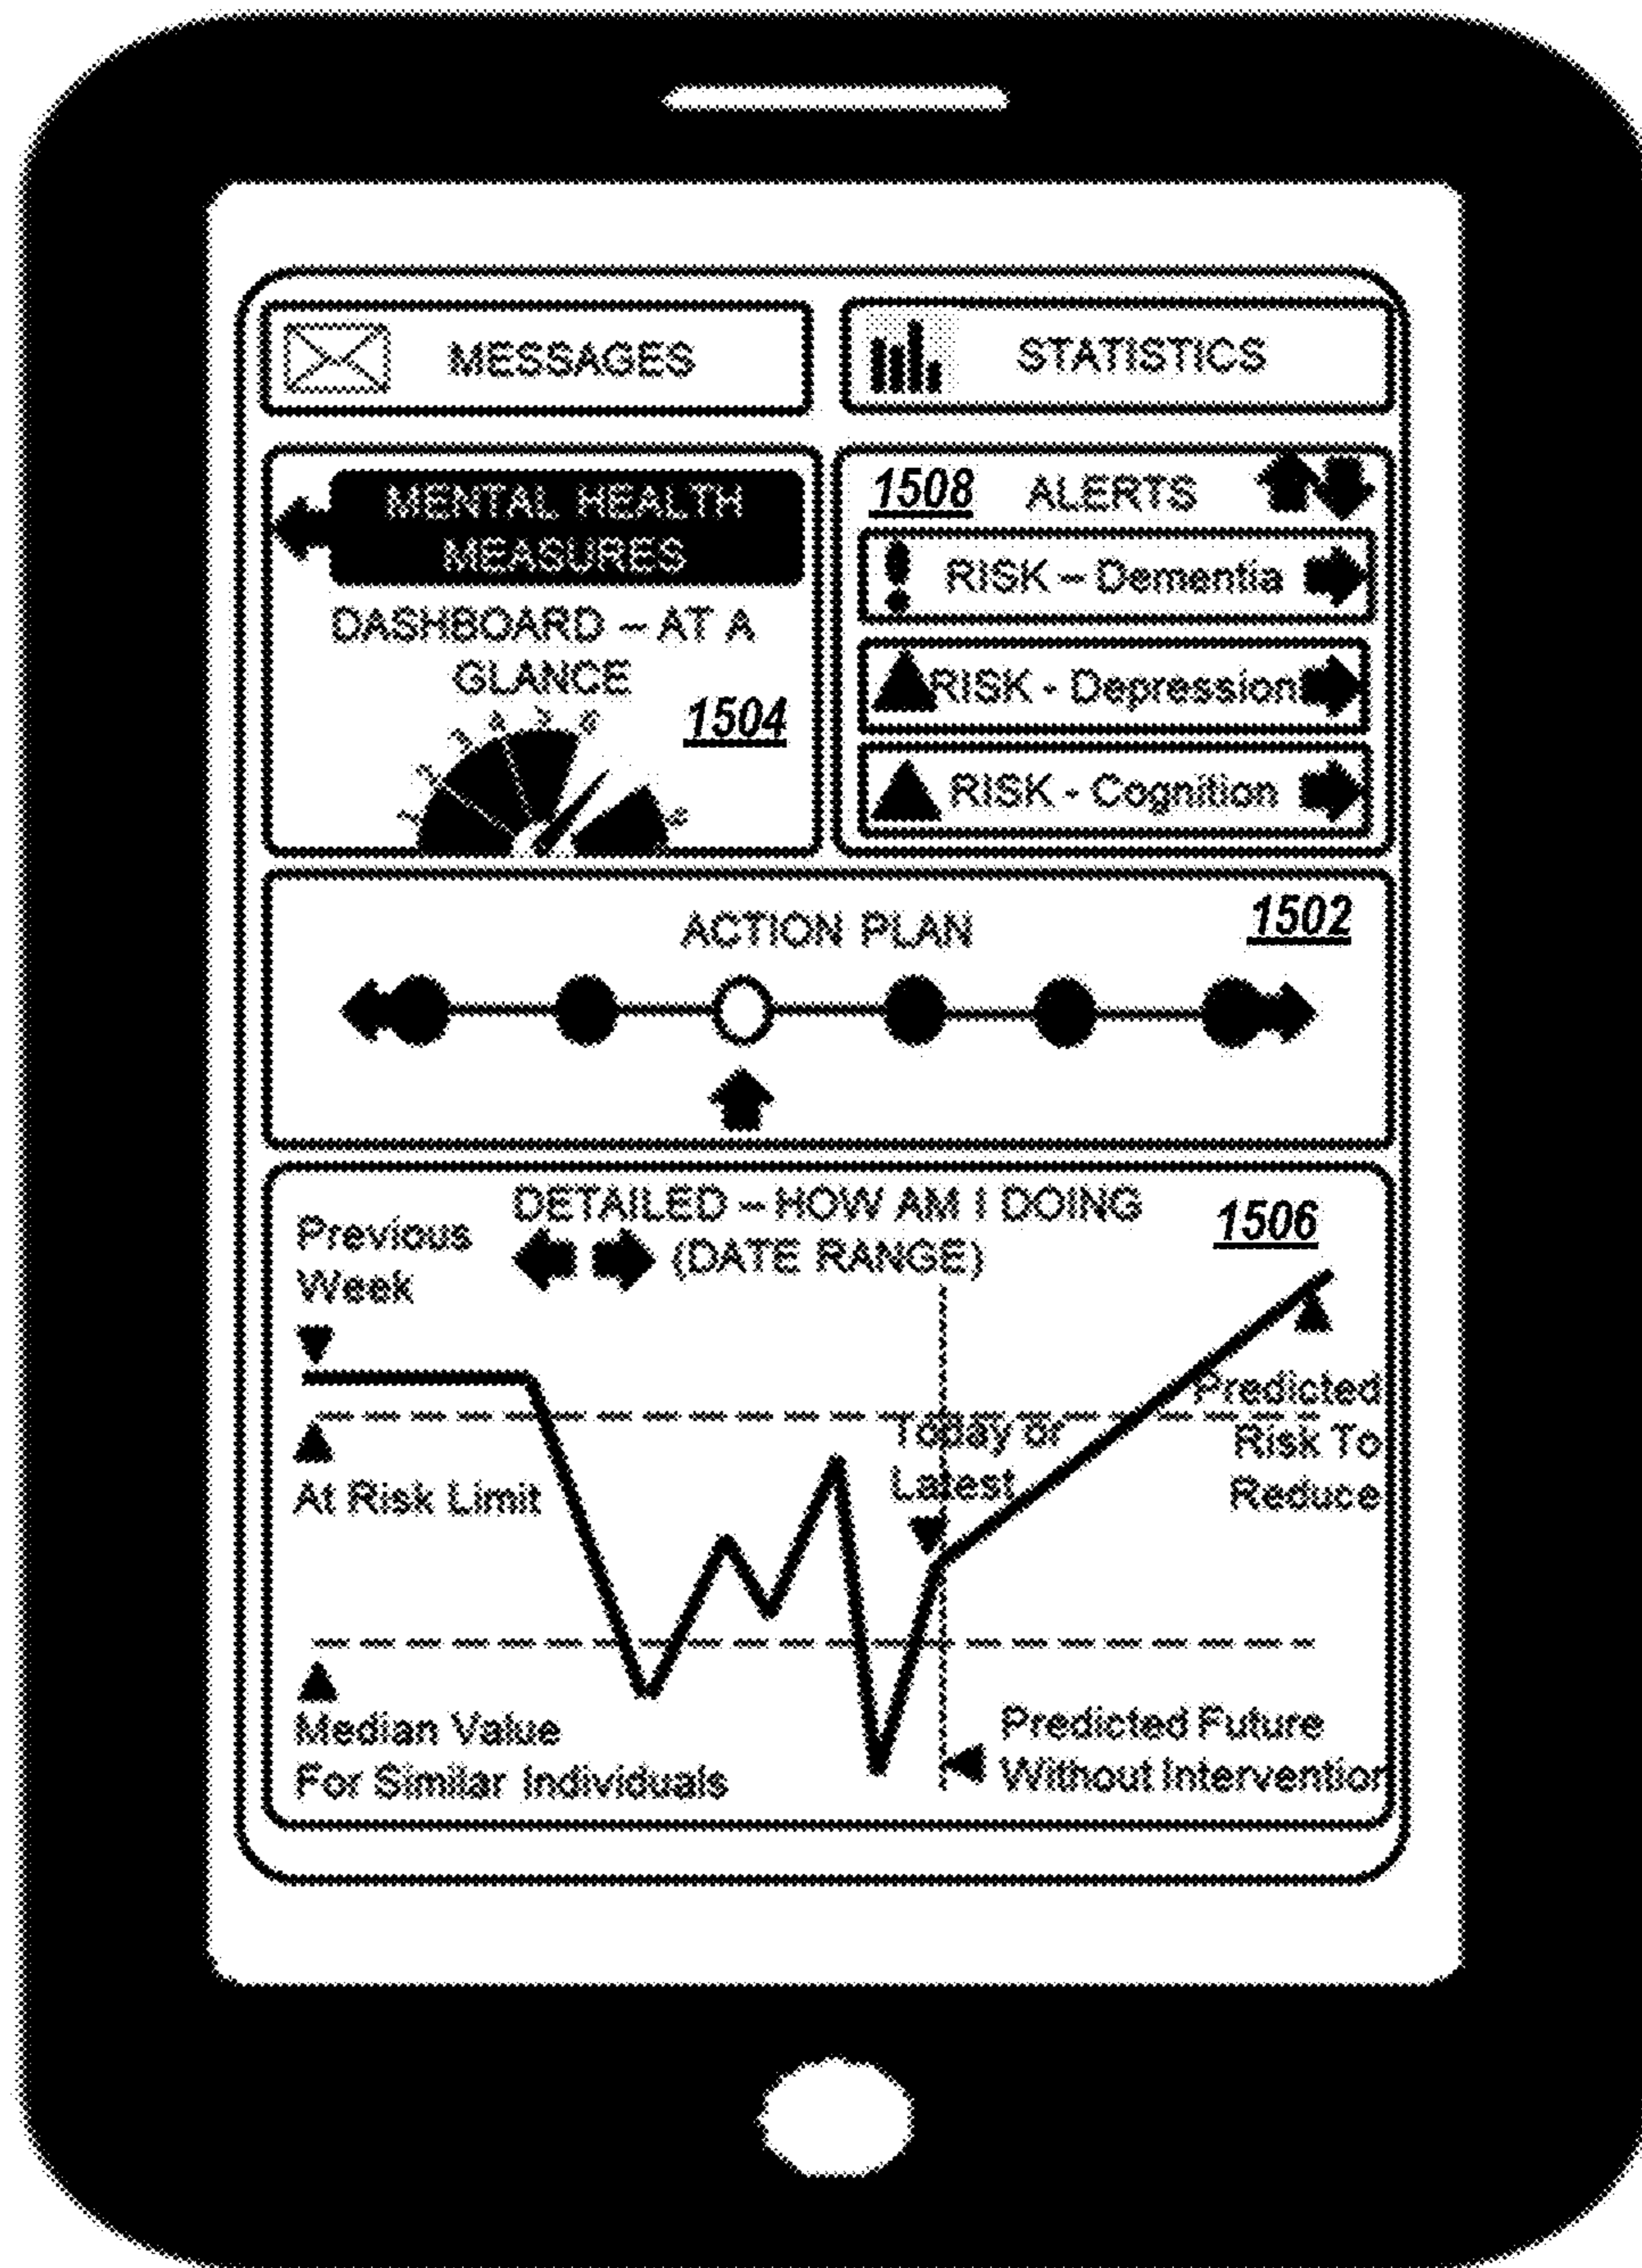 MESSAGES
STATISTICS
MENTAL HEALTH
MEASURES
DASHBOARD – AT A
GLANCE
1504
1508
ALERTS
RISK – Dementia
RISK - Depression
RISK - Cognition
ACTION PLAN
1502
DETAILED – HOW AM I DOING
(DATE RANGE)
1506
Previous
Week
At Risk Limit
Today or
Latest
Predicted
Risk To
Reduce
Median Value
For Similar Individuals
Predicted Future
Without Intervention